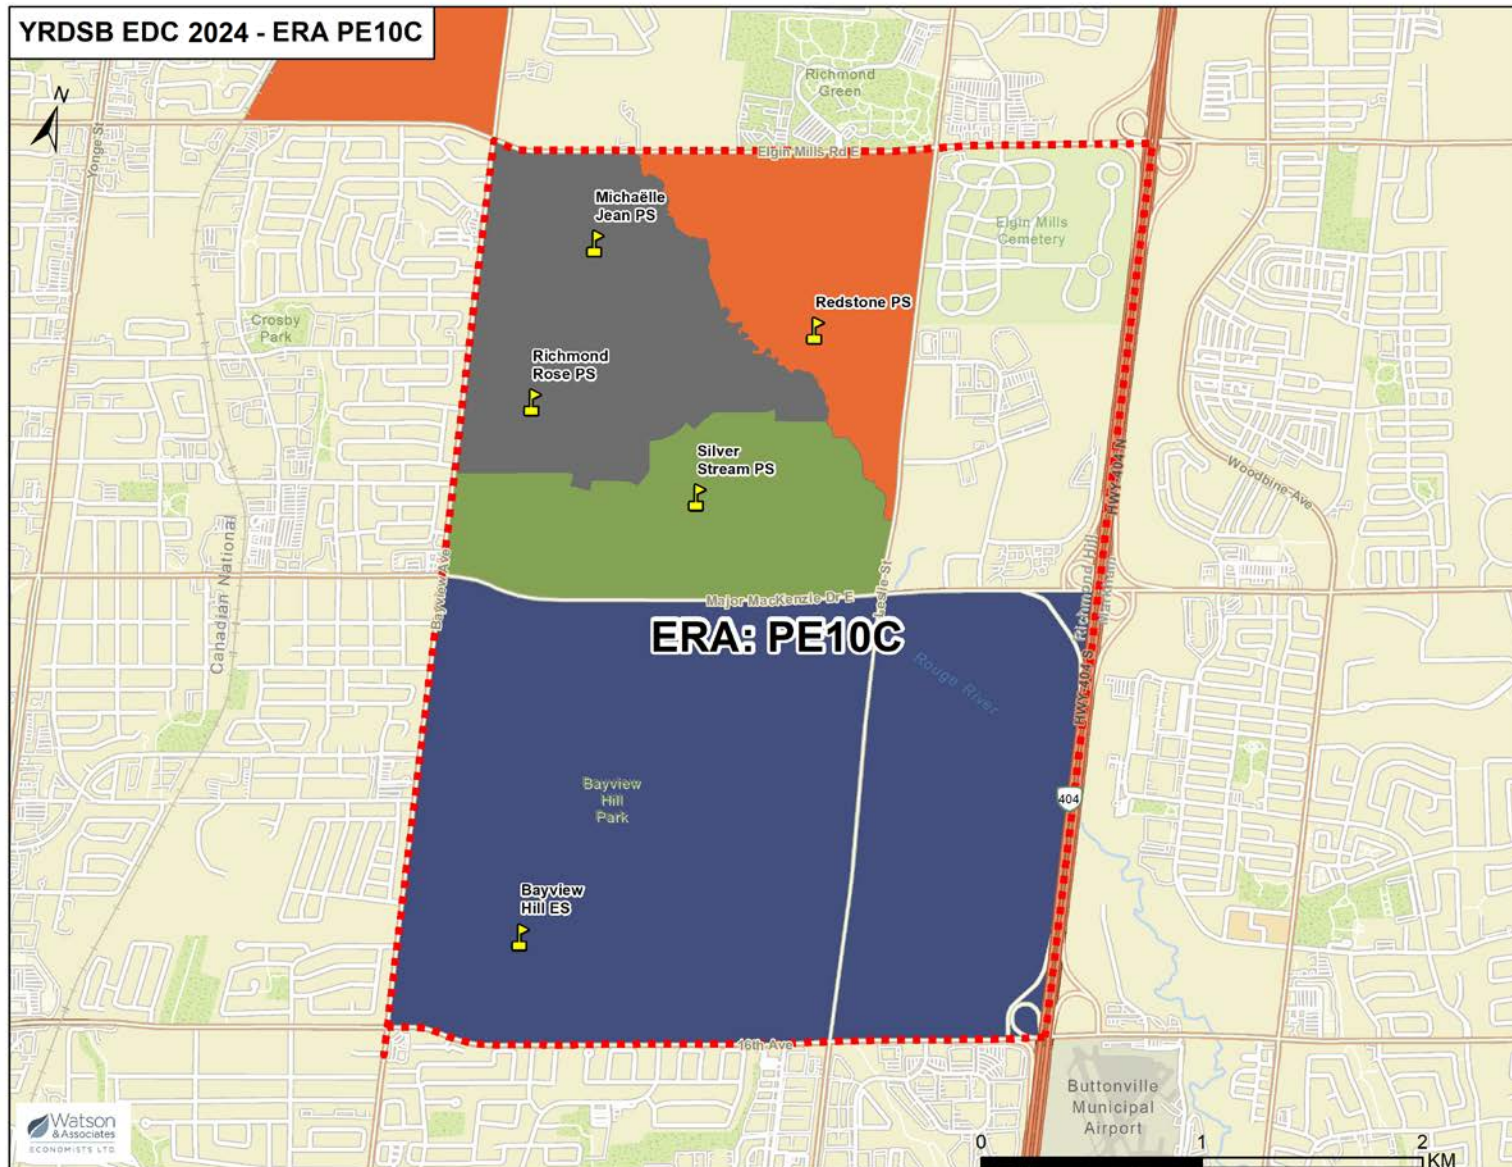 YRDSB EDC 2024 - ERA PE10C
N
Yonge St
Richmond
Green
Elgin Mills Rd E
Michaëlle
Jean PS
Elgin Mills
Cemetery
Redstone PS
Crosby
Park
Richmond
Rose PS
Silver
Stream PS
Woodbine Ave
HWY 404 N
Canadian National
Bayview Ave
Leslie St
Richmond Hill
Markham
Major MacKenzie Dr E
ERA: PE10C
Rouge River
HWY 404 S
Bayview
Hill
Park
404
Bayview
Hill ES
16th Ave
Buttonville
Municipal
Airport
Watson
& Associates
ECONOMISTS LTD
0 1 2
KM